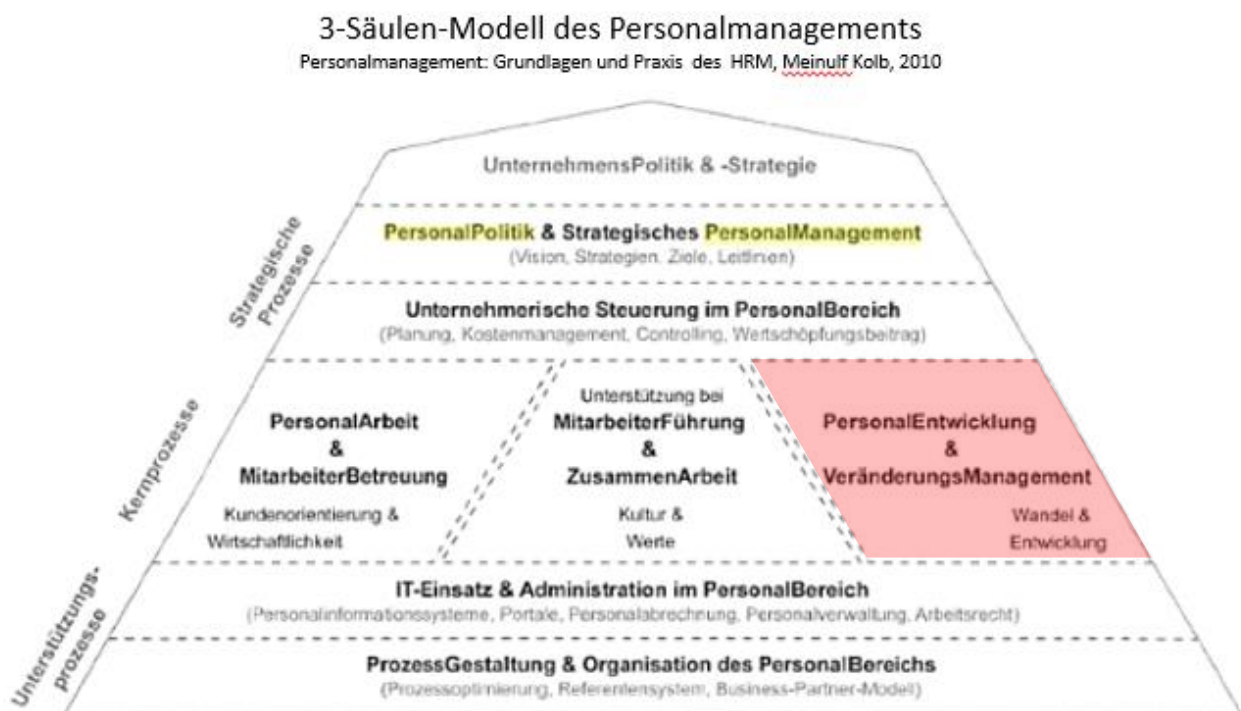 3-Säulen-Modell des Personalmanagements
Personalmanagement: Grundlagen und Praxis des HRM, Meinulf Kolb, 2010
UnternehmensPolitik & -Strategie
Strategische
Prozesse
PersonalPolitik & Strategisches PersonalManagement
(Vision, Strategien, Ziele, Leitlinien)
Unternehmerische Steuerung im PersonalBereich
(Planung, Kostenmanagement, Controlling, Wertschöpfungsbeitrag)
Kernprozesse
PersonalArbeit
&
MitarbeiterBetreuung
Kundenorientierung &
Wirtschaftlichkeit
Unterstützung bei
MitarbeiterFührung
&
ZusammenArbeit
Kultur &
Werte
PersonalEntwicklung
&
VeränderungsManagement
Wandel &
Entwicklung
Unterstützungs-
prozesse
IT-Einsatz & Administration im PersonalBereich
(Personalinformationssysteme, Portale, Personalabrechnung, Personalverwaltung, Arbeitsrecht)
ProzessGestaltung & Organisation des PersonalBereichs
(Prozessoptimierung, Referentensystem, Business-Partner-Modell)